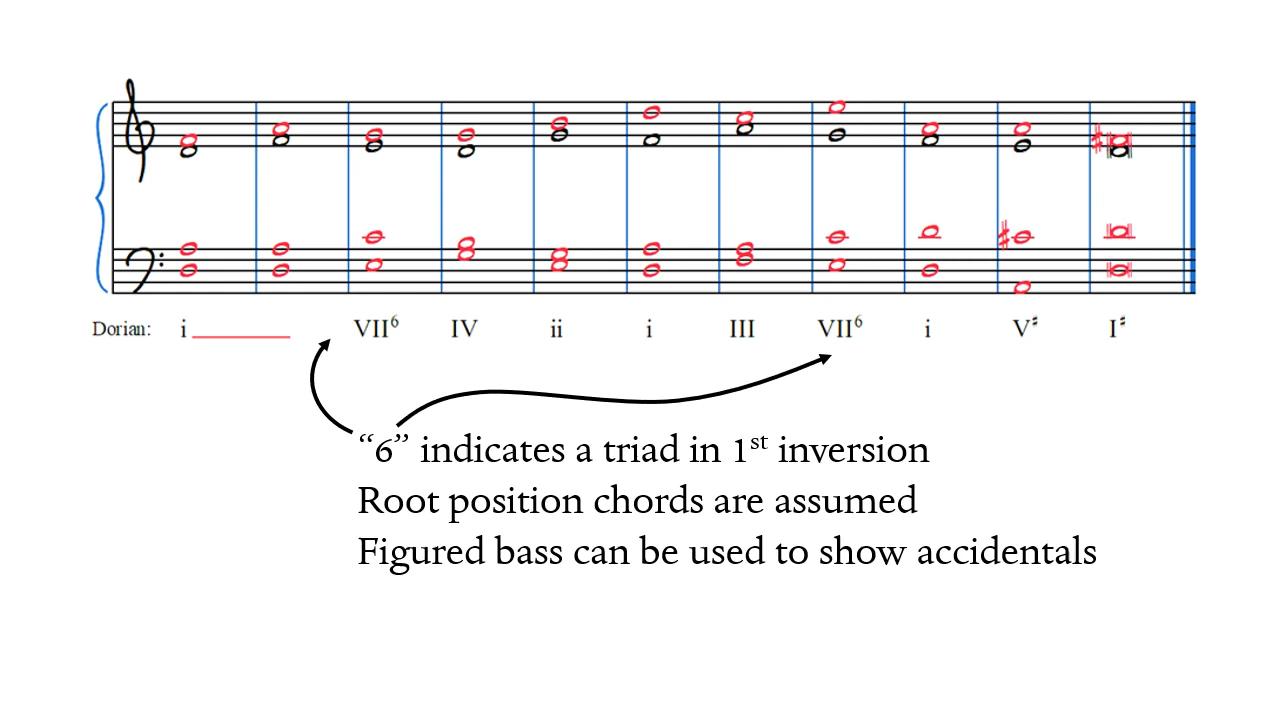 Dorian: i VII⁶ IV ii i III VII⁶ i V♯ I♯
“6” indicates a triad in 1ˢᵗ inversion
Root position chords are assumed
Figured bass can be used to show accidentals